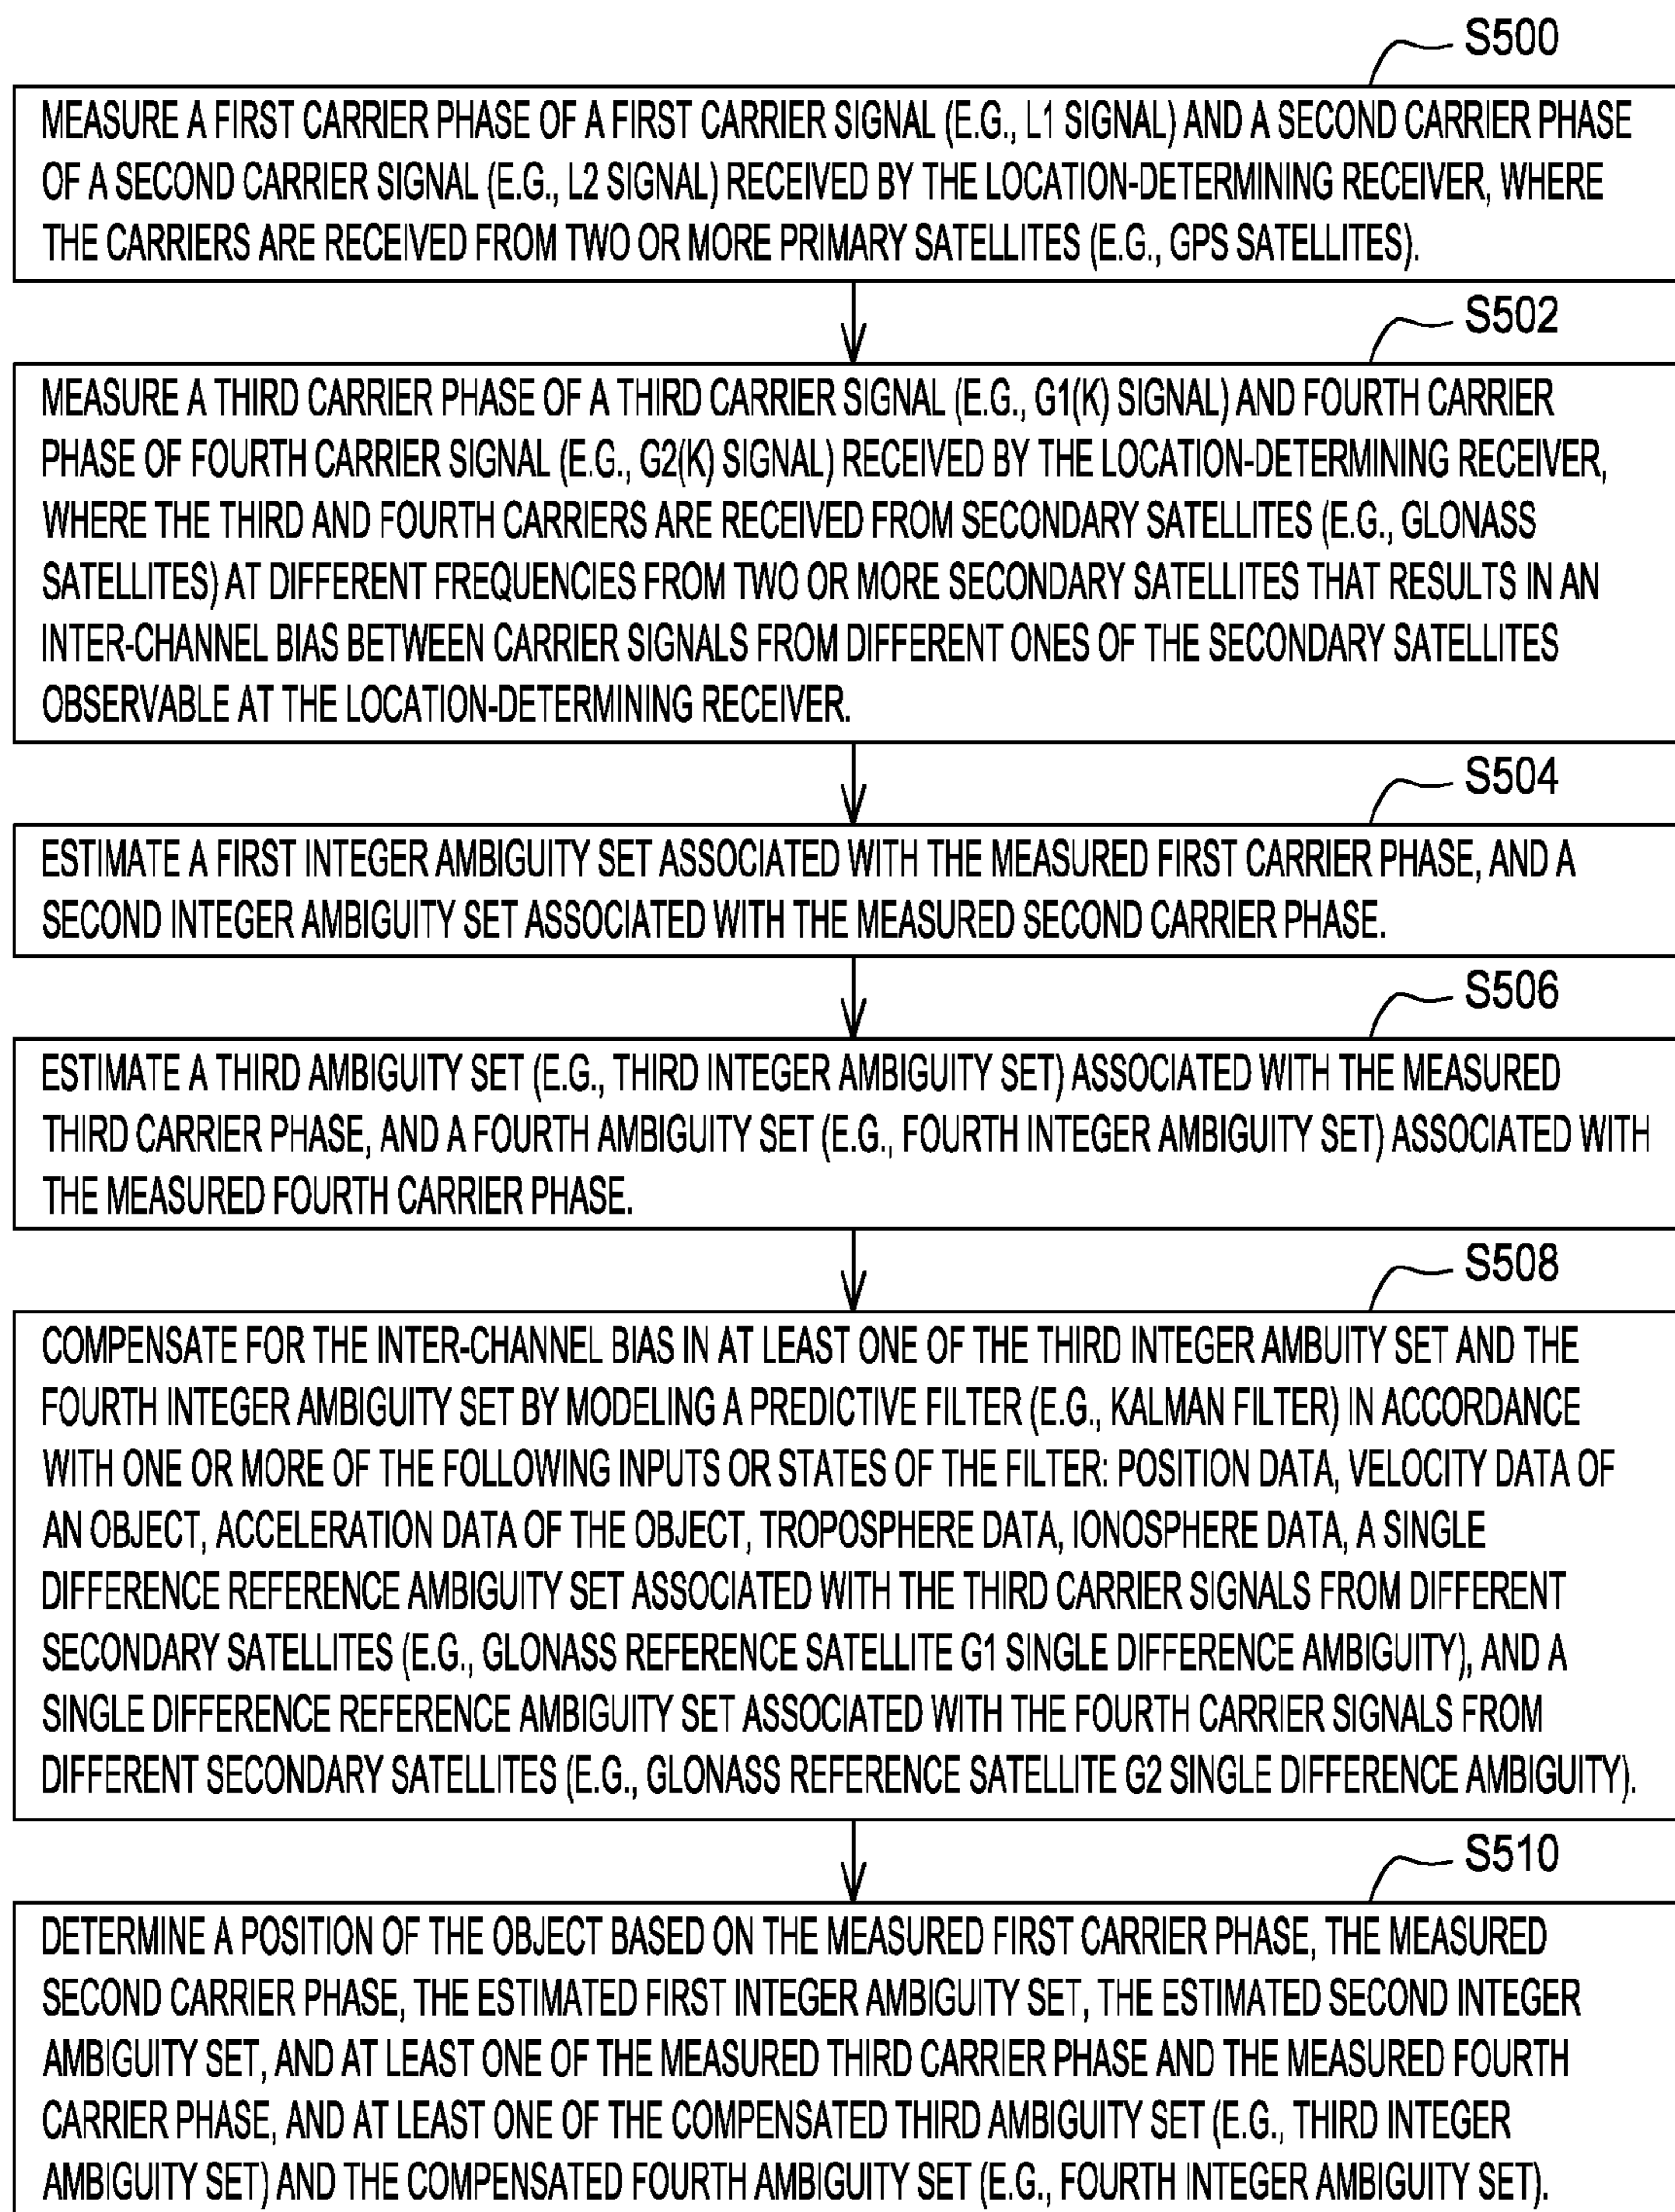 S500
MEASURE A FIRST CARRIER PHASE OF A FIRST CARRIER SIGNAL (E.G., L1 SIGNAL) AND A SECOND CARRIER PHASE
OF A SECOND CARRIER SIGNAL (E.G., L2 SIGNAL) RECEIVED BY THE LOCATION-DETERMINING RECEIVER, WHERE
THE CARRIERS ARE RECEIVED FROM TWO OR MORE PRIMARY SATELLITES (E.G., GPS SATELLITES).
S502
MEASURE A THIRD CARRIER PHASE OF A THIRD CARRIER SIGNAL (E.G., G1(K) SIGNAL) AND FOURTH CARRIER
PHASE OF FOURTH CARRIER SIGNAL (E.G., G2(K) SIGNAL) RECEIVED BY THE LOCATION-DETERMINING RECEIVER,
WHERE THE THIRD AND FOURTH CARRIERS ARE RECEIVED FROM SECONDARY SATELLITES (E.G., GLONASS
SATELLITES) AT DIFFERENT FREQUENCIES FROM TWO OR MORE SECONDARY SATELLITES THAT RESULTS IN AN
INTER-CHANNEL BIAS BETWEEN CARRIER SIGNALS FROM DIFFERENT ONES OF THE SECONDARY SATELLITES
OBSERVABLE AT THE LOCATION-DETERMINING RECEIVER.
S504
ESTIMATE A FIRST INTEGER AMBIGUITY SET ASSOCIATED WITH THE MEASURED FIRST CARRIER PHASE, AND A
SECOND INTEGER AMBIGUITY SET ASSOCIATED WITH THE MEASURED SECOND CARRIER PHASE.
S506
ESTIMATE A THIRD AMBIGUITY SET (E.G., THIRD INTEGER AMBIGUITY SET) ASSOCIATED WITH THE MEASURED
THIRD CARRIER PHASE, AND A FOURTH AMBIGUITY SET (E.G., FOURTH INTEGER AMBIGUITY SET) ASSOCIATED WITH
THE MEASURED FOURTH CARRIER PHASE.
S508
COMPENSATE FOR THE INTER-CHANNEL BIAS IN AT LEAST ONE OF THE THIRD INTEGER AMBUITY SET AND THE
FOURTH INTEGER AMBIGUITY SET BY MODELING A PREDICTIVE FILTER (E.G., KALMAN FILTER) IN ACCORDANCE
WITH ONE OR MORE OF THE FOLLOWING INPUTS OR STATES OF THE FILTER: POSITION DATA, VELOCITY DATA OF
AN OBJECT, ACCELERATION DATA OF THE OBJECT, TROPOSPHERE DATA, IONOSPHERE DATA, A SINGLE
DIFFERENCE REFERENCE AMBIGUITY SET ASSOCIATED WITH THE THIRD CARRIER SIGNALS FROM DIFFERENT
SECONDARY SATELLITES (E.G., GLONASS REFERENCE SATELLITE G1 SINGLE DIFFERENCE AMBIGUITY), AND A
SINGLE DIFFERENCE REFERENCE AMBIGUITY SET ASSOCIATED WITH THE FOURTH CARRIER SIGNALS FROM
DIFFERENT SECONDARY SATELLITES (E.G., GLONASS REFERENCE SATELLITE G2 SINGLE DIFFERENCE AMBIGUITY).
S510
DETERMINE A POSITION OF THE OBJECT BASED ON THE MEASURED FIRST CARRIER PHASE, THE MEASURED
SECOND CARRIER PHASE, THE ESTIMATED FIRST INTEGER AMBIGUITY SET, THE ESTIMATED SECOND INTEGER
AMBIGUITY SET, AND AT LEAST ONE OF THE MEASURED THIRD CARRIER PHASE AND THE MEASURED FOURTH
CARRIER PHASE, AND AT LEAST ONE OF THE COMPENSATED THIRD AMBIGUITY SET (E.G., THIRD INTEGER
AMBIGUITY SET) AND THE COMPENSATED FOURTH AMBIGUITY SET (E.G., FOURTH INTEGER AMBIGUITY SET).